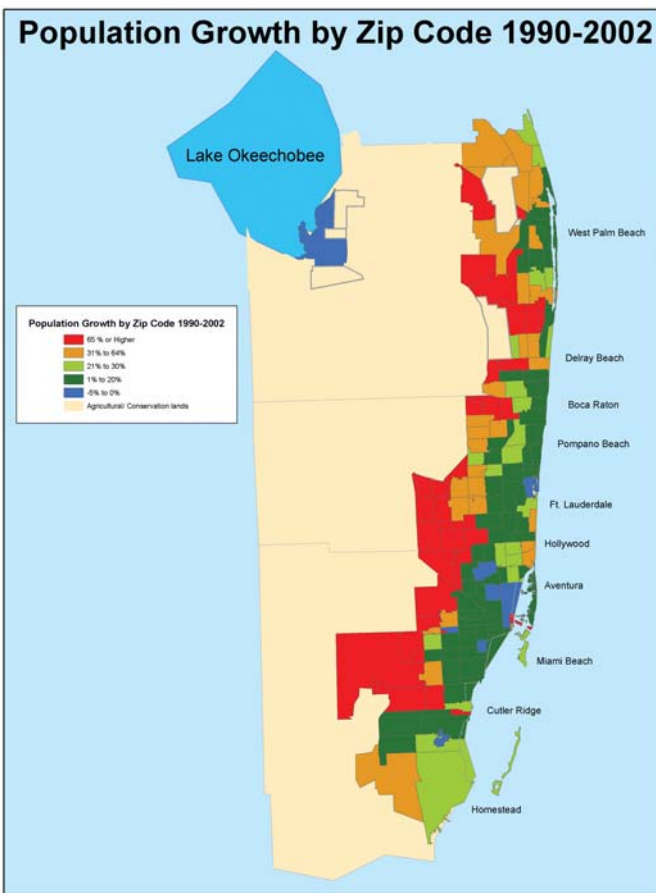 Population Growth by Zip Code 1990-2002
Lake Okeechobee
West Palm Beach
Population Growth by Zip Code 1990-2002
65 % or Higher
31% to 64%
21% to 30%
1% to 20%
-5% to 0%
Agricultural/ Conservation lands
Delray Beach
Boca Raton
Pompano Beach
Ft. Lauderdale
Hollywood
Aventura
Miami Beach
Cutler Ridge
Homestead